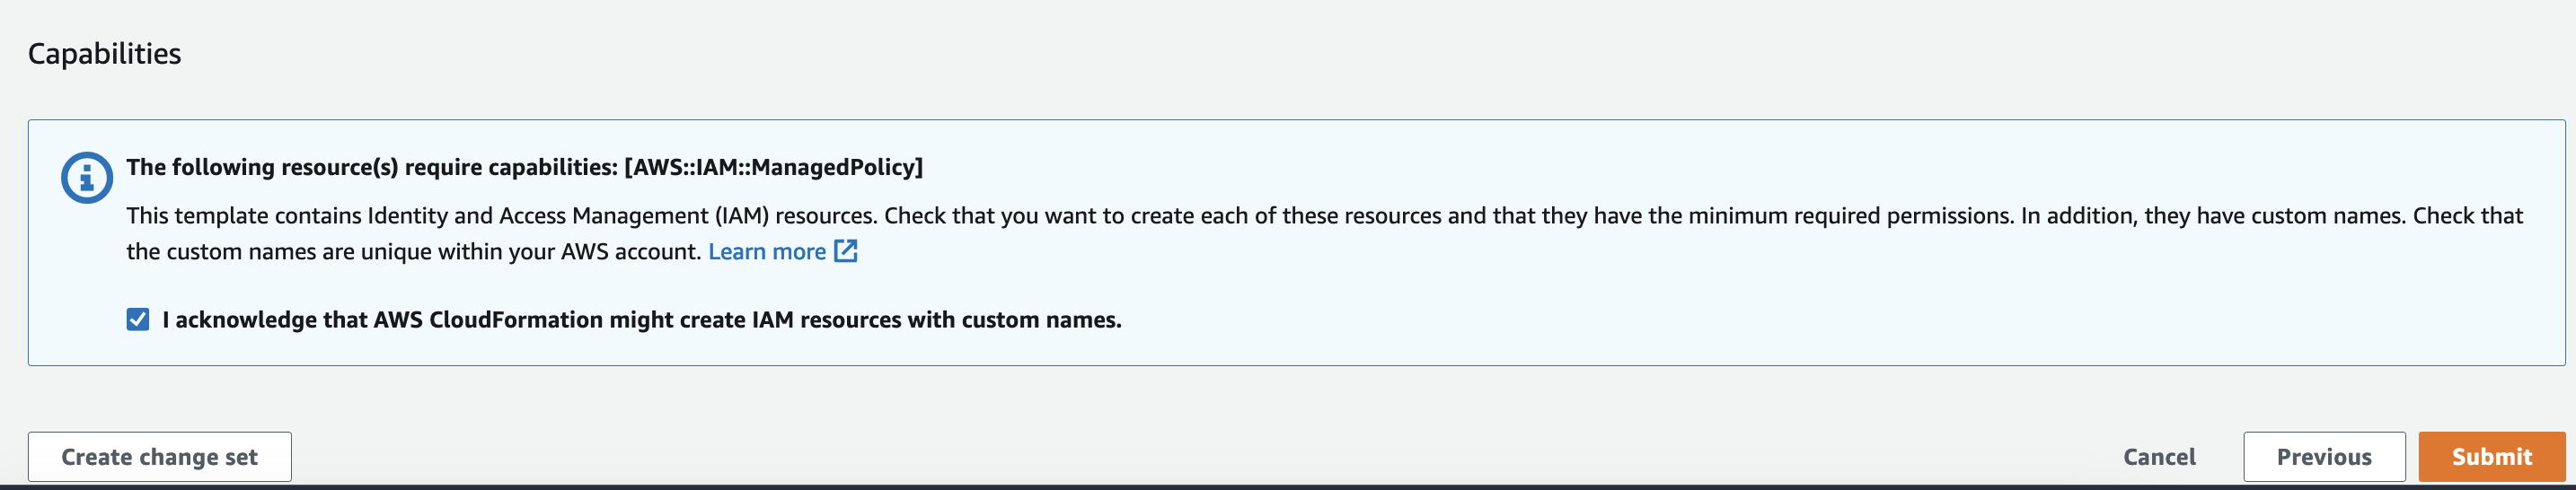 Capabilities
The following resource(s) require capabilities: [AWS::IAM::ManagedPolicy]
This template contains Identity and Access Management (IAM) resources. Check that you want to create each of these resources and that they have the minimum required permissions. In addition, they have custom names. Check that
the custom names are unique within your AWS account. Learn more
I acknowledge that AWS CloudFormation might create IAM resources with custom names.
Create change set
Cancel
Previous
Submit